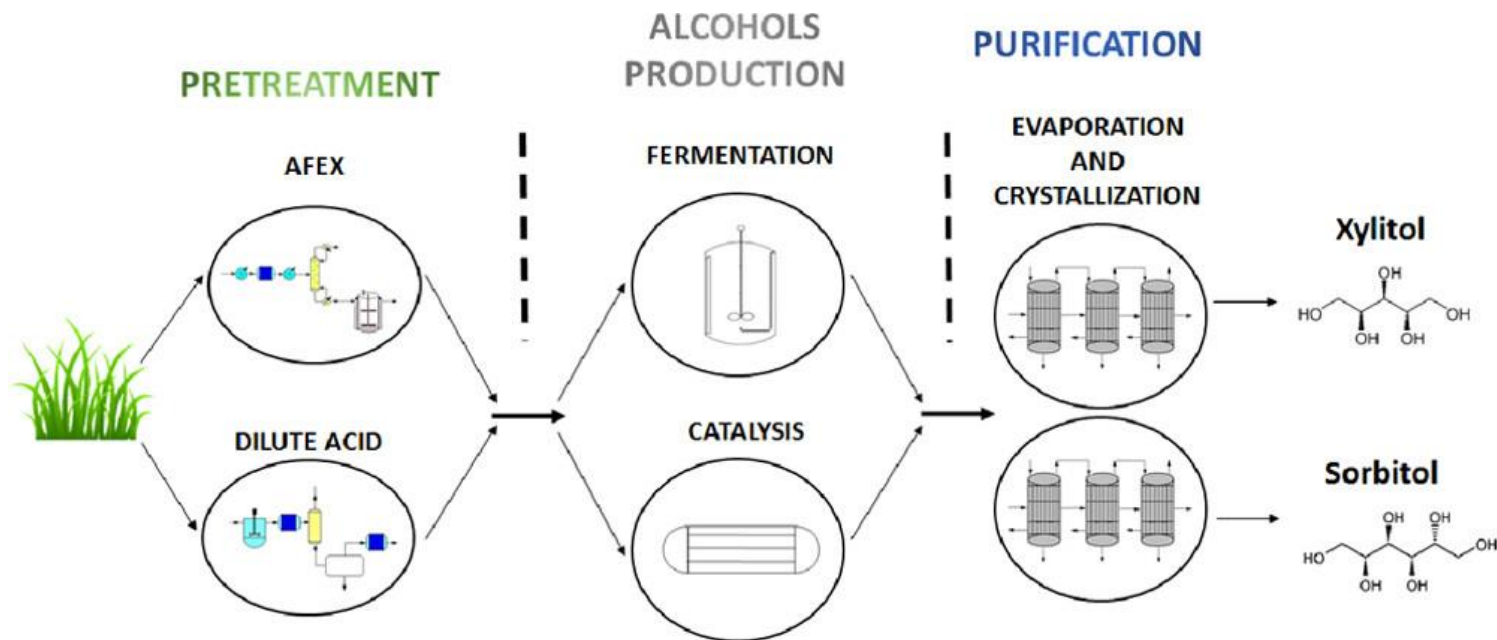 PRETREATMENT
ALCOHOLS
PRODUCTION
PURIFICATION
AFEX
DILUTE ACID
FERMENTATION
CATALYSIS
EVAPORATION
AND
CRYSTALLIZATION
Xylitol
OH
HO
OH
OH
OH
Sorbitol
OH
OH
HO
OH
OH
OH